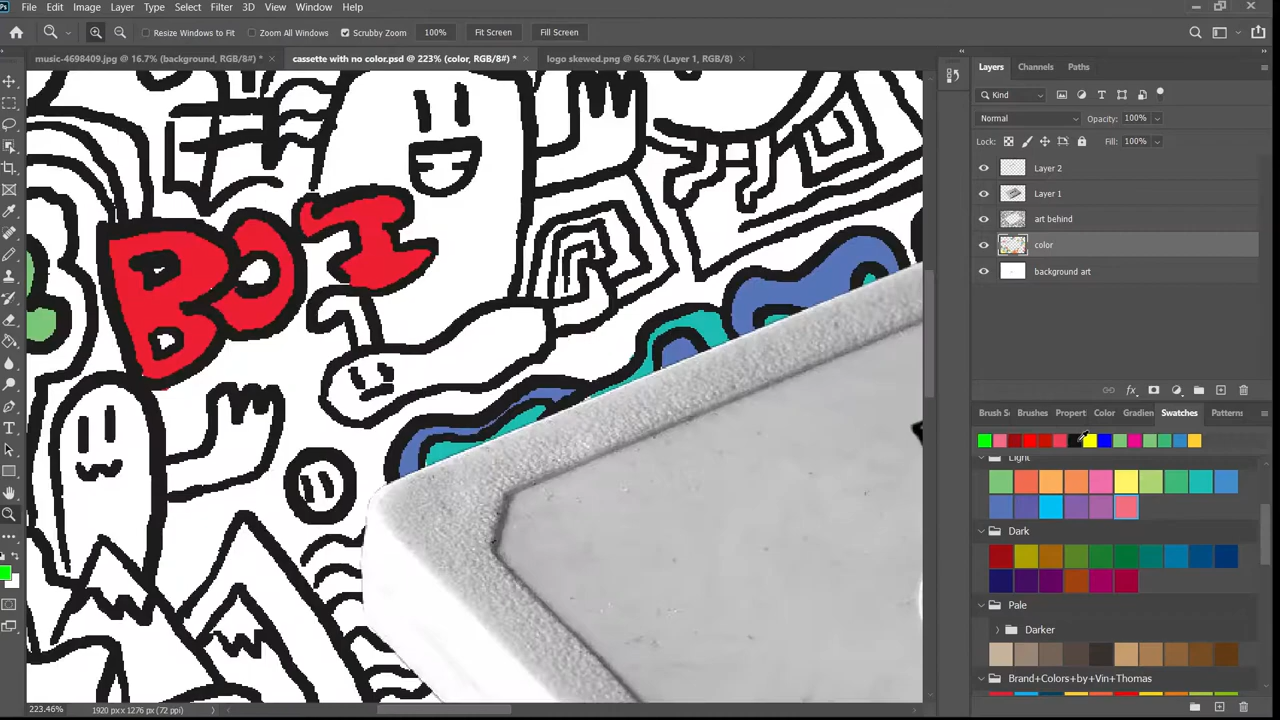 File Edit Image Layer Type Select Filter 3D View Window Help
Resize Windows to Fit Zoom All Windows Scrubby Zoom 100% Fit Screen Fill Screen
music-4698409.jpg @ 16.7% (background, RGB/8#) * × cassette with no color.psd @ 223% (color, RGB/8#) * × logo skewed.png @ 66.7% (Layer 1, RGB/8) ×
Layers Channels Paths
Kind
Normal Opacity: 100%
Lock: Fill: 100%
Layer 2
Layer 1
art behind
color
background art
BOI
fx
Brush S Brushes Propert Color Gradien Swatches Patterns
Light
Dark
Pale
Darker
Brand+Colors+by+Vin+Thomas
223.46% 1920 px x 1276 px (72 ppi)